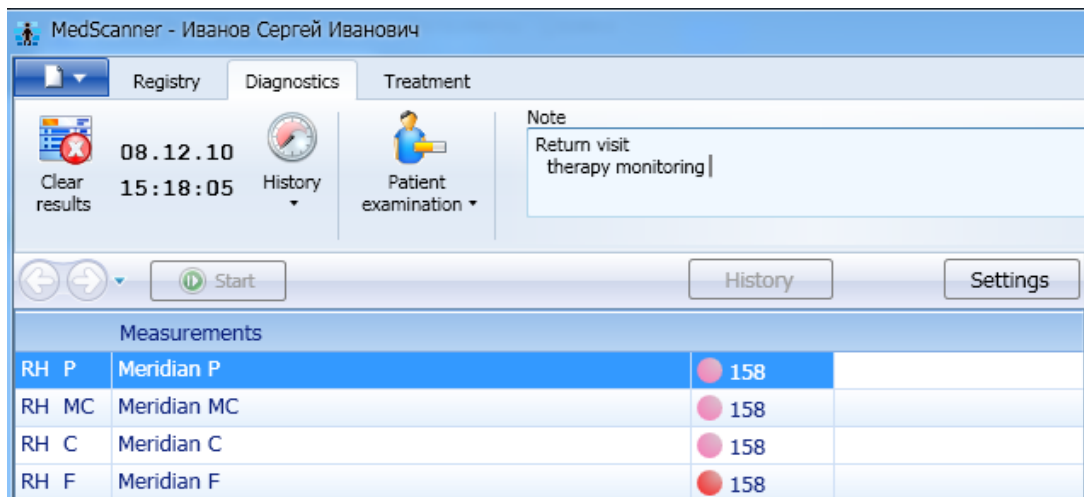 MedScanner - Иванов Сергей Иванович
Registry Diagnostics Treatment
Clear results
08.12.10
15:18:05
History
Patient examination
Note
Return visit
therapy monitoring
Start History Settings
Measurements
RH P Meridian P 158
RH MC Meridian MC 158
RH C Meridian C 158
RH F Meridian F 158